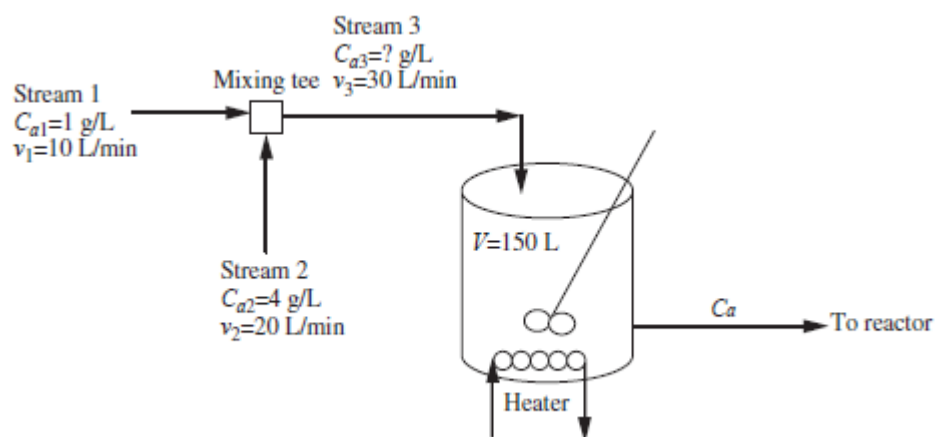 Stream 3
Cₐ₃=? g/L
v₃=30 L/min
Mixing tee
Stream 1
Cₐ₁=1 g/L
v₁=10 L/min
Stream 2
Cₐ₂=4 g/L
v₂=20 L/min
V=150 L
Ca
To reactor
Heater